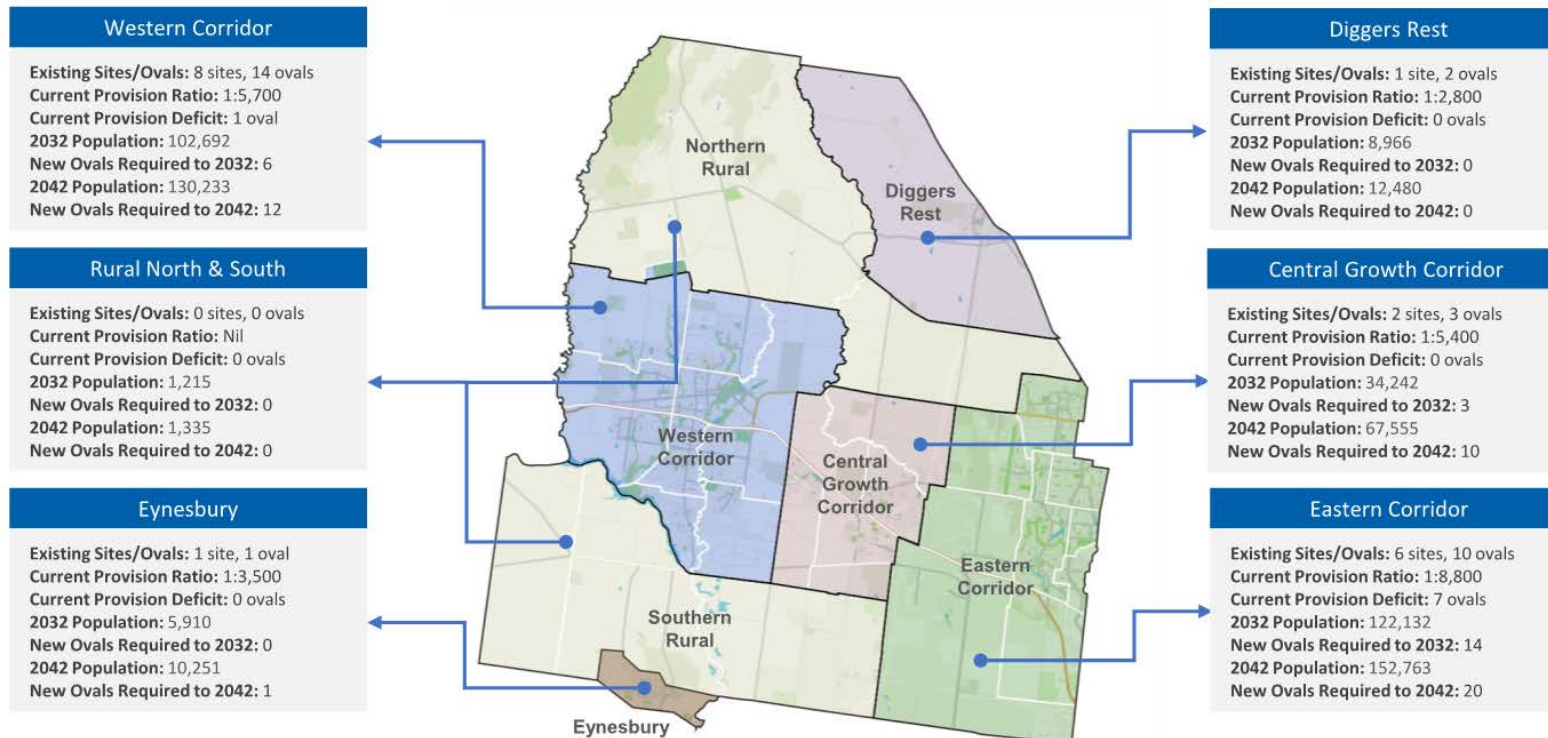 Western Corridor
Existing Sites/Ovals: 8 sites, 14 ovals
Current Provision Ratio: 1:5,700
Current Provision Deficit: 1 oval
2032 Population: 102,692
New Ovals Required to 2032: 6
2042 Population: 130,233
New Ovals Required to 2042: 12
Rural North & South
Existing Sites/Ovals: 0 sites, 0 ovals
Current Provision Ratio: Nil
Current Provision Deficit: 0 ovals
2032 Population: 1,215
New Ovals Required to 2032: 0
2042 Population: 1,335
New Ovals Required to 2042: 0
Eynesbury
Existing Sites/Ovals: 1 site, 1 oval
Current Provision Ratio: 1:3,500
Current Provision Deficit: 0 ovals
2032 Population: 5,910
New Ovals Required to 2032: 0
2042 Population: 10,251
New Ovals Required to 2042: 1
Northern
Rural
Diggers
Rest
Western
Corridor
Central
Growth
Corridor
Eastern
Corridor
Southern
Rural
Eynesbury
Diggers Rest
Existing Sites/Ovals: 1 site, 2 ovals
Current Provision Ratio: 1:2,800
Current Provision Deficit: 0 ovals
2032 Population: 8,966
New Ovals Required to 2032: 0
2042 Population: 12,480
New Ovals Required to 2042: 0
Central Growth Corridor
Existing Sites/Ovals: 2 sites, 3 ovals
Current Provision Ratio: 1:5,400
Current Provision Deficit: 0 ovals
2032 Population: 34,242
New Ovals Required to 2032: 3
2042 Population: 67,555
New Ovals Required to 2042: 10
Eastern Corridor
Existing Sites/Ovals: 6 sites, 10 ovals
Current Provision Ratio: 1:8,800
Current Provision Deficit: 7 ovals
2032 Population: 122,132
New Ovals Required to 2032: 14
2042 Population: 152,763
New Ovals Required to 2042: 20